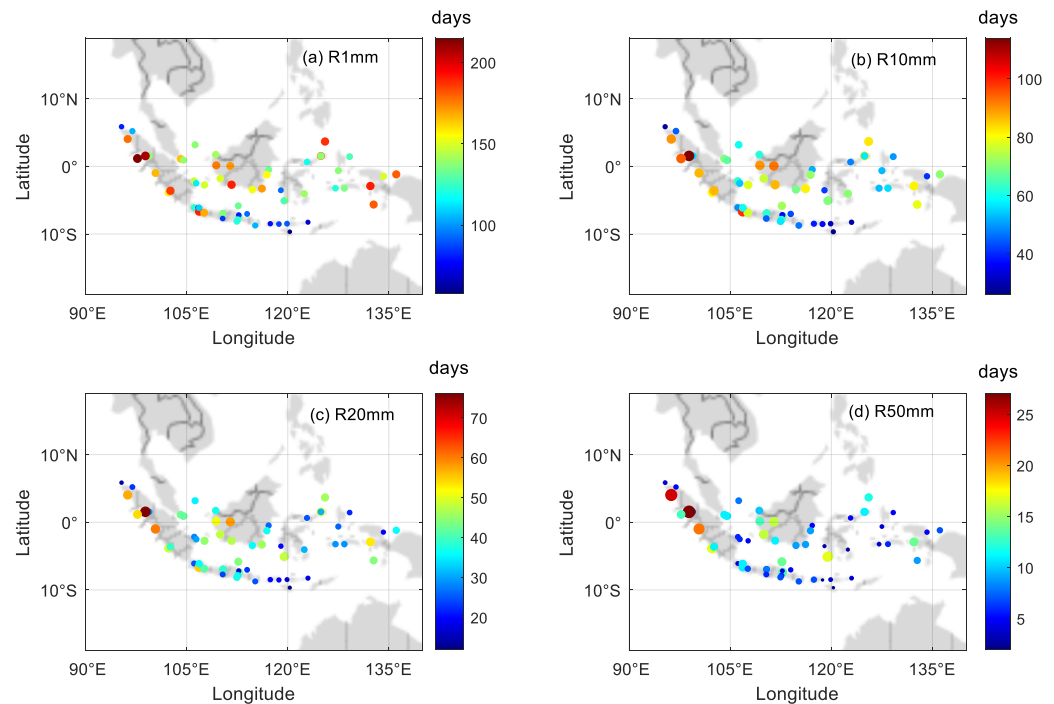 days
(a) R1mm
Latitude
10°N
0°
10°S
200
150
100
90°E 105°E 120°E 135°E
Longitude
days
(b) R10mm
Latitude
10°N
0°
10°S
100
80
60
40
90°E 105°E 120°E 135°E
Longitude
days
(c) R20mm
Latitude
10°N
0°
10°S
70
60
50
40
30
20
90°E 105°E 120°E 135°E
Longitude
days
(d) R50mm
Latitude
10°N
0°
10°S
25
20
15
10
5
90°E 105°E 120°E 135°E
Longitude